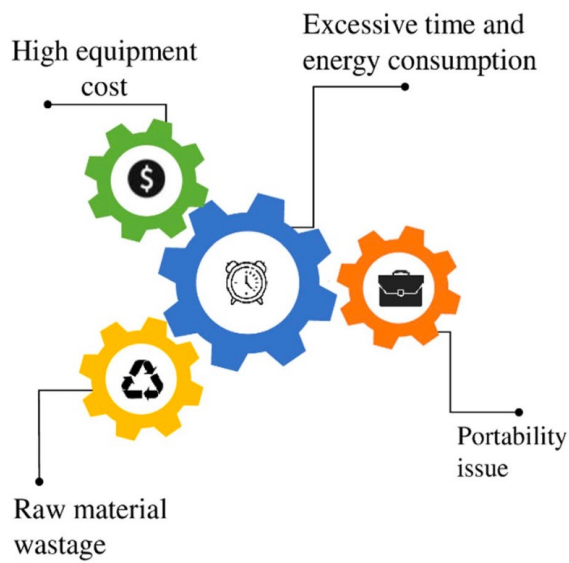 High equipment
cost
Excessive time and
energy consumption
$
Portability
issue
Raw material
wastage